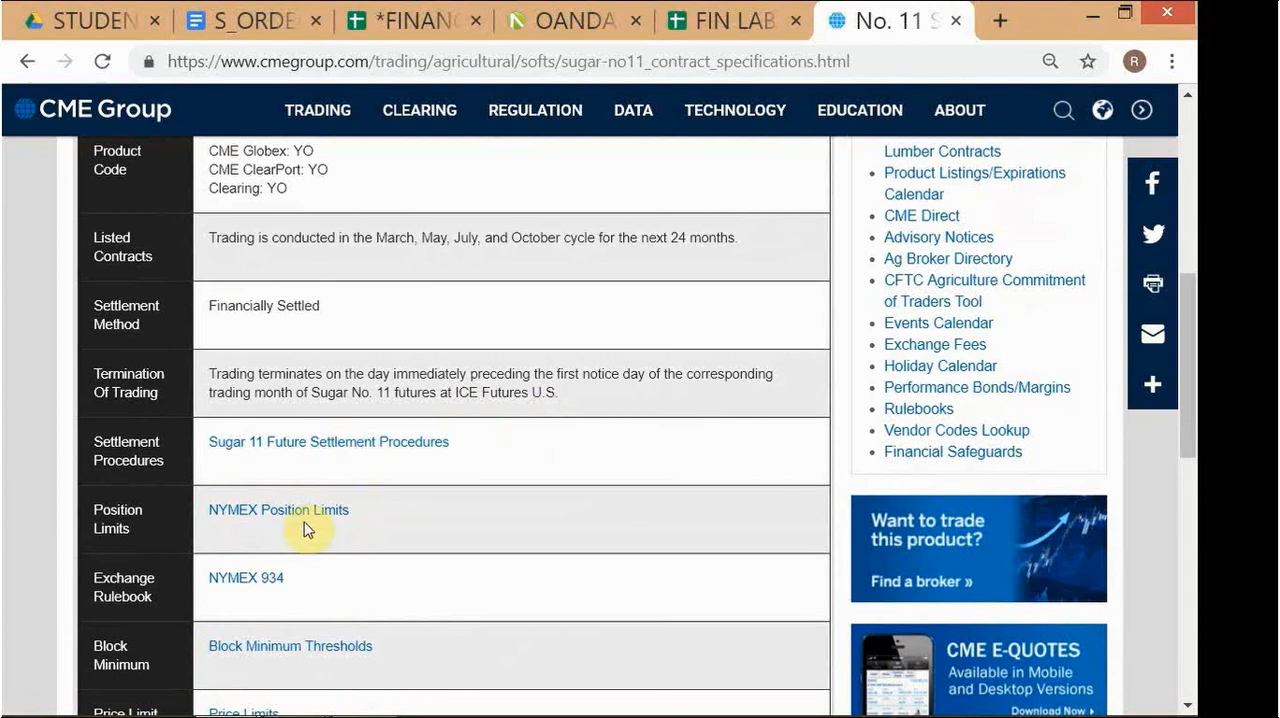 STUDEN
S_ORDE
*FINANC
OANDA
FIN LAB
No. 11 S
https://www.cmegroup.com/trading/agricultural/softs/sugar-no11_contract_specifications.html
R
CME Group
TRADING
CLEARING
REGULATION
DATA
TECHNOLOGY
EDUCATION
ABOUT
Product
Code
CME Globex: YO
CME ClearPort: YO
Clearing: YO
Listed
Contracts
Trading is conducted in the March, May, July, and October cycle for the next 24 months.
Settlement
Method
Financially Settled
Termination
Of Trading
Trading terminates on the day immediately preceding the first notice day of the corresponding
trading month of Sugar No. 11 futures at ICE Futures U.S.
Settlement
Procedures
Sugar 11 Future Settlement Procedures
Position
Limits
NYMEX Position Limits
Exchange
Rulebook
NYMEX 934
Block
Minimum
Block Minimum Thresholds
Price Limit
Price Limits
Lumber Contracts
Product Listings/Expirations
Calendar
CME Direct
Advisory Notices
Ag Broker Directory
CFTC Agriculture Commitment
of Traders Tool
Events Calendar
Exchange Fees
Holiday Calendar
Performance Bonds/Margins
Rulebooks
Vendor Codes Lookup
Financial Safeguards
Want to trade
this product?
Find a broker »
CME E-QUOTES
Available in Mobile
and Desktop Versions
Download Now